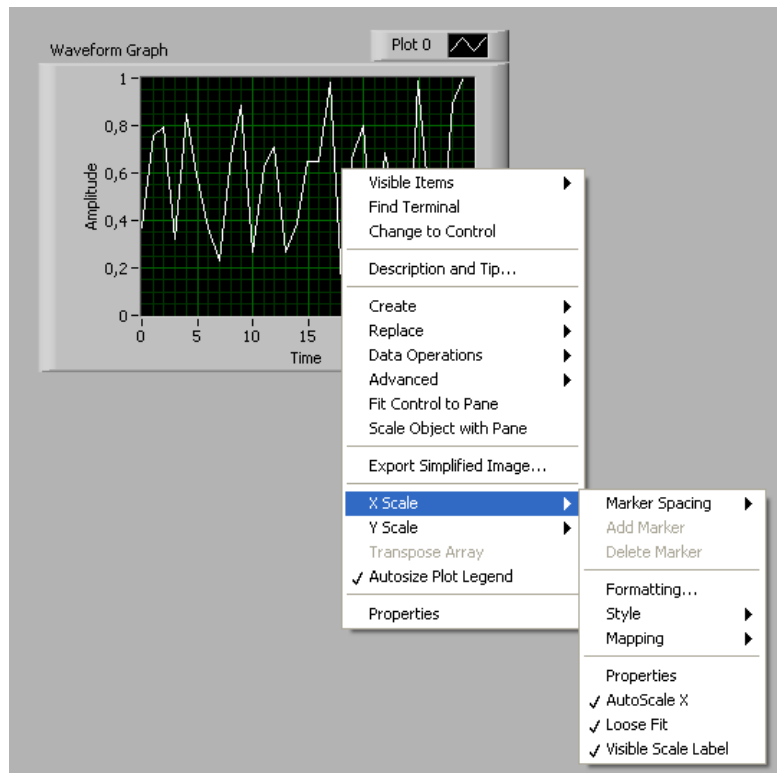 Waveform Graph
Plot 0
1
0,8
0,6
0,4
0,2
0
Amplitude
0
5
10
15
Time
Visible Items
Find Terminal
Change to Control
Description and Tip...
Create
Replace
Data Operations
Advanced
Fit Control to Pane
Scale Object with Pane
Export Simplified Image...
X Scale
Y Scale
Transpose Array
Autosize Plot Legend
Properties
Marker Spacing
Add Marker
Delete Marker
Formatting...
Style
Mapping
Properties
AutoScale X
Loose Fit
Visible Scale Label